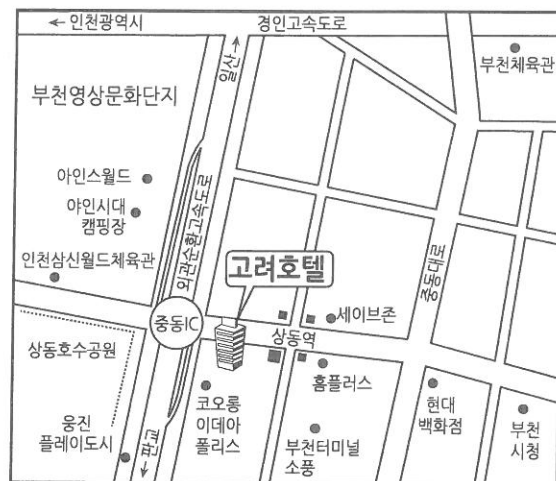 ← 인천광역시
경인고속도로
일산 →
부천체육관
부천영상문화단지
아인스월드
야인시대
캠핑장
외곽순환고속도로
중동대로
인천삼신월드체육관
고려호텔
세이브존
중동IC
상동역
상동호수공원
홈플러스
코오롱
이데아
폴리스
현대
백화점
웅진
플레이도시
부천터미널
소풍
부천
시청
← 판교